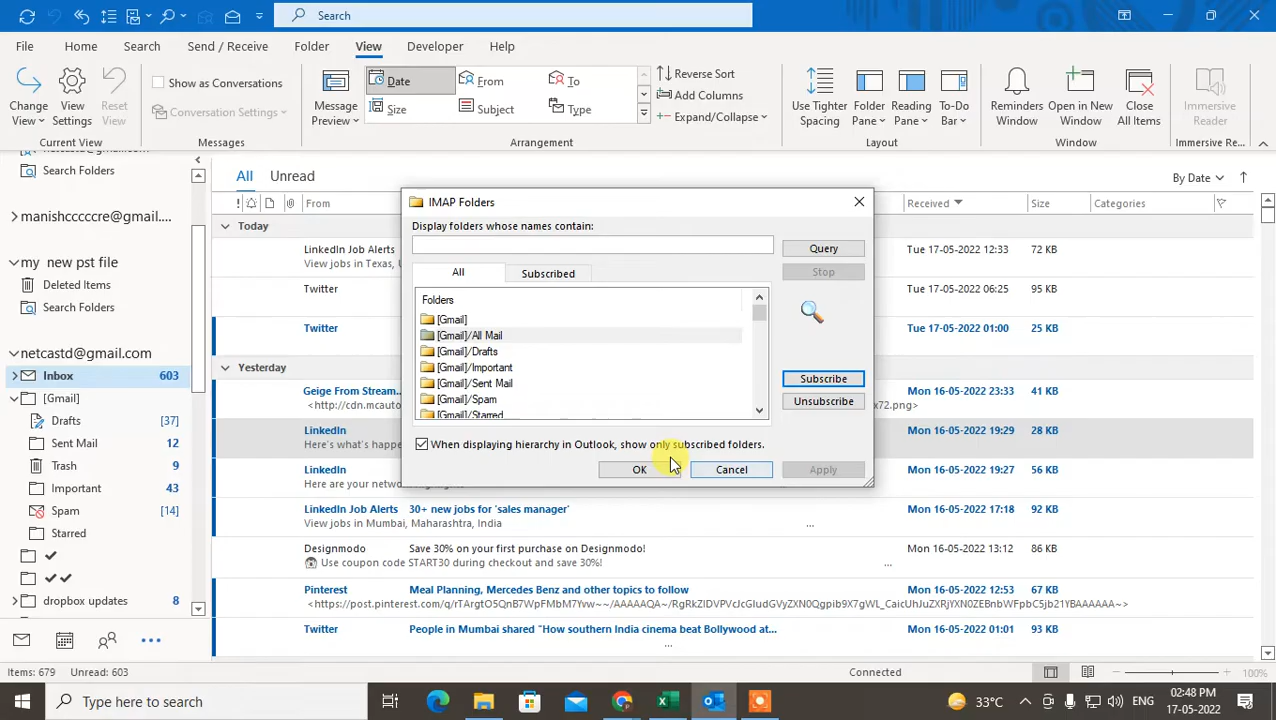 Search
File Home Search Send / Receive Folder View Developer Help
Show as Conversations
Conversation Settings
Change View
View Settings
Reset View
Message Preview
Date From To
Size Subject Type
Reverse Sort
Add Columns
Expand/Collapse
Use Tighter Spacing
Folder Pane
Reading Pane
To-Do Bar
Reminders Window
Open in New Window
Close All Items
Immersive Reader
Current View Messages Arrangement Layout Window Immersive Re...
Search Folders
manishcccccre@gmail....
my new pst file
Deleted Items
Search Folders
netcastd@gmail.com
Inbox 603
[Gmail]
Drafts [37]
Sent Mail 12
Trash 6
Important 43
Spam [14]
Starred
dropbox updates 8
All Unread
By Date
! From Received Size Categories
Today
LinkedIn Job Alerts Tue 17-05-2022 12:33 72 KB
View jobs in Texas, U
Twitter Tue 17-05-2022 06:25 95 KB
Twitter Tue 17-05-2022 01:00 25 KB
Yesterday
Geige From Stream... Mon 16-05-2022 23:33 41 KB
<http://cdn.mcauto x72.png>
LinkedIn Mon 16-05-2022 19:29 28 KB
Here's what's happe
LinkedIn Mon 16-05-2022 19:27 56 KB
Here are your netwo
LinkedIn Job Alerts 30+ new jobs for 'sales manager' Mon 16-05-2022 17:18 92 KB
View jobs in Mumbai, Maharashtra, India ...
Designmodo Save 30% on your first purchase on Designmodo! Mon 16-05-2022 13:12 86 KB
Use coupon code START30 during checkout and save 30%! ...
Pinterest Meal Planning, Mercedes Benz and other topics to follow Mon 16-05-2022 12:53 67 KB
Twitter People in Mumbai shared "How southern India cinema beat Bollywood at... Mon 16-05-2022 01:01 93 KB
...
IMAP Folders
Display folders whose names contain:
Query
All Subscribed
Stop
Folders
[Gmail]
[Gmail]/All Mail
[Gmail]/Drafts
[Gmail]/Important
[Gmail]/Sent Mail
[Gmail]/Spam
[Gmail]/Starred
Subscribe
Unsubscribe
When displaying hierarchy in Outlook, show only subscribed folders.
OK Cancel Apply
Items: 679 Unread: 603 Connected 100%
Type here to search
33°C ENG 02:48 PM
17-05-2022